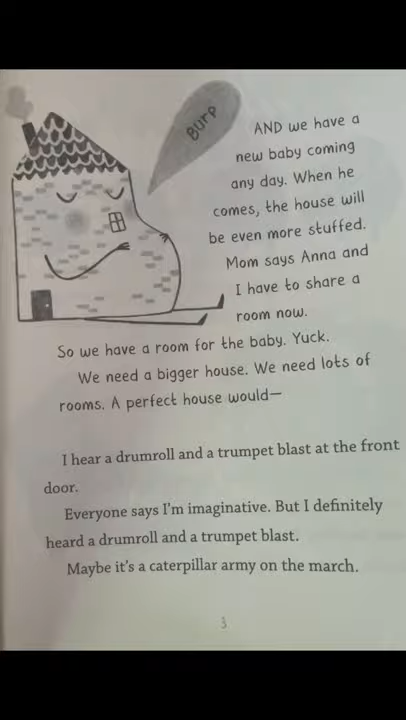 BURP
AND we have a
new baby coming
any day. When he
comes, the house will
be even more stuffed.
Mom says Anna and
I have to share a
room now.
So we have a room for the baby. Yuck.
We need a bigger house. We need lots of
rooms. A perfect house would—
I hear a drumroll and a trumpet blast at the front
door.
Everyone says I'm imaginative. But I definitely
heard a drumroll and a trumpet blast.
Maybe it's a caterpillar army on the march.
3